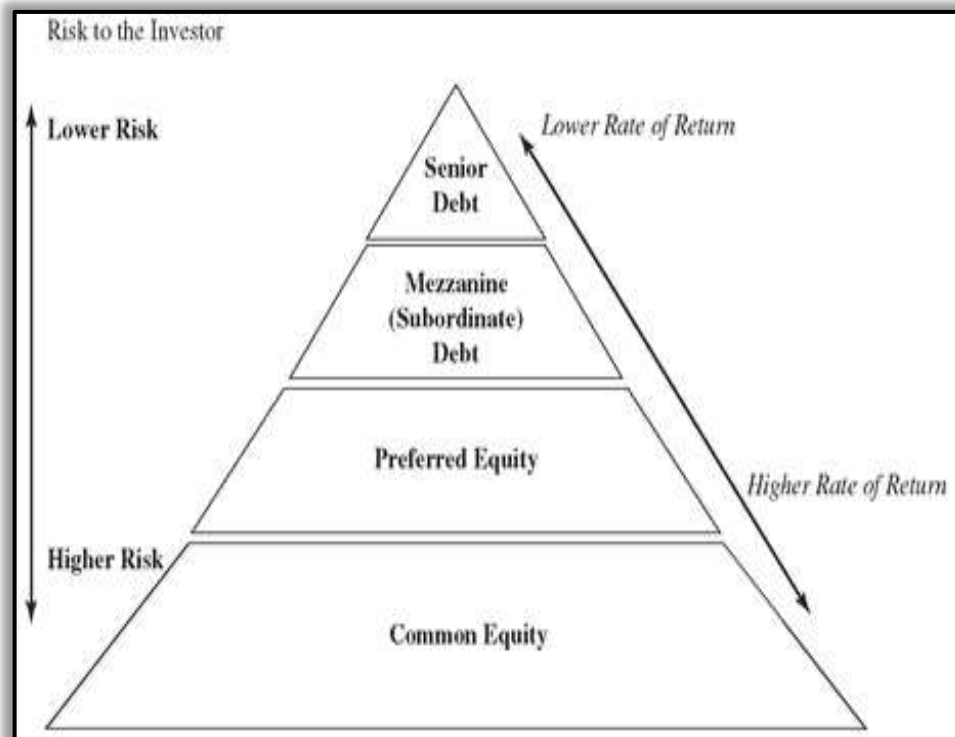 Risk to the Investor
Lower Risk
Lower Rate of Return
Senior
Debt
Mezzanine
(Subordinate)
Debt
Preferred Equity
Higher Rate of Return
Higher Risk
Common Equity